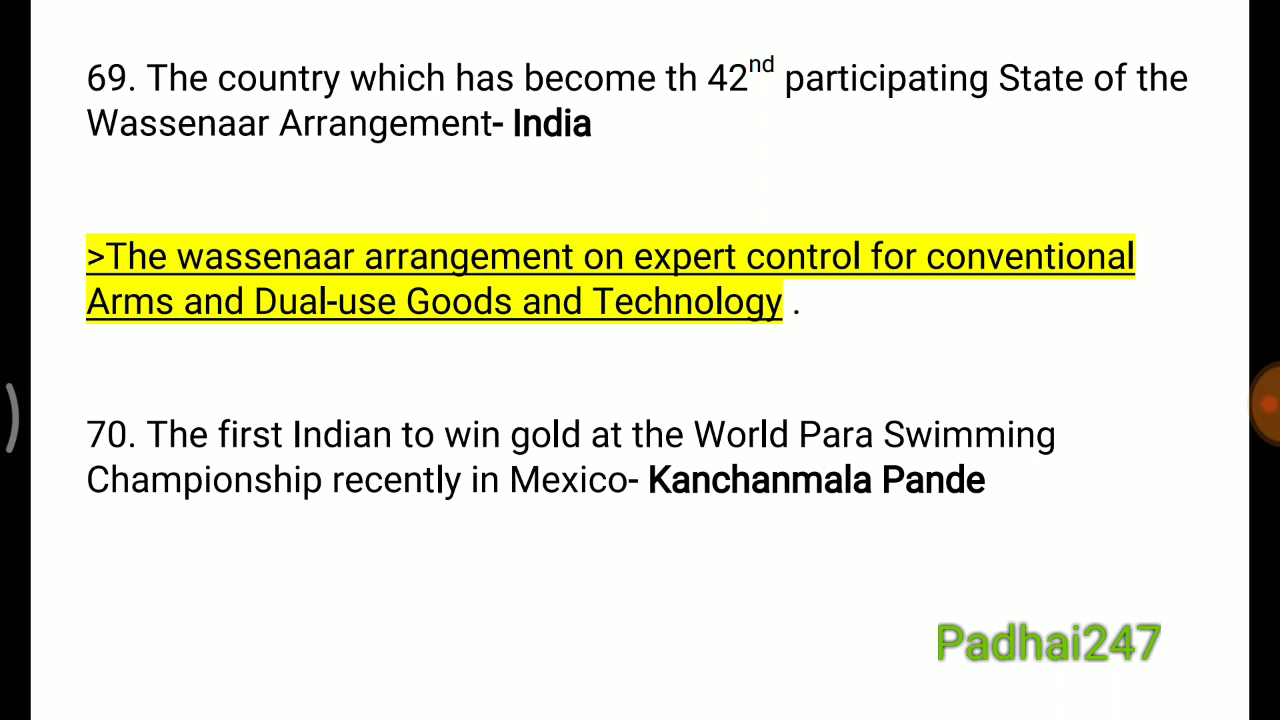 69. The country which has become th 42nd participating State of the
Wassenaar Arrangement- India
>The wassenaar arrangement on expert control for conventional
Arms and Dual-use Goods and Technology .
70. The first Indian to win gold at the World Para Swimming
Championship recently in Mexico- Kanchanmala Pande
Padhai247